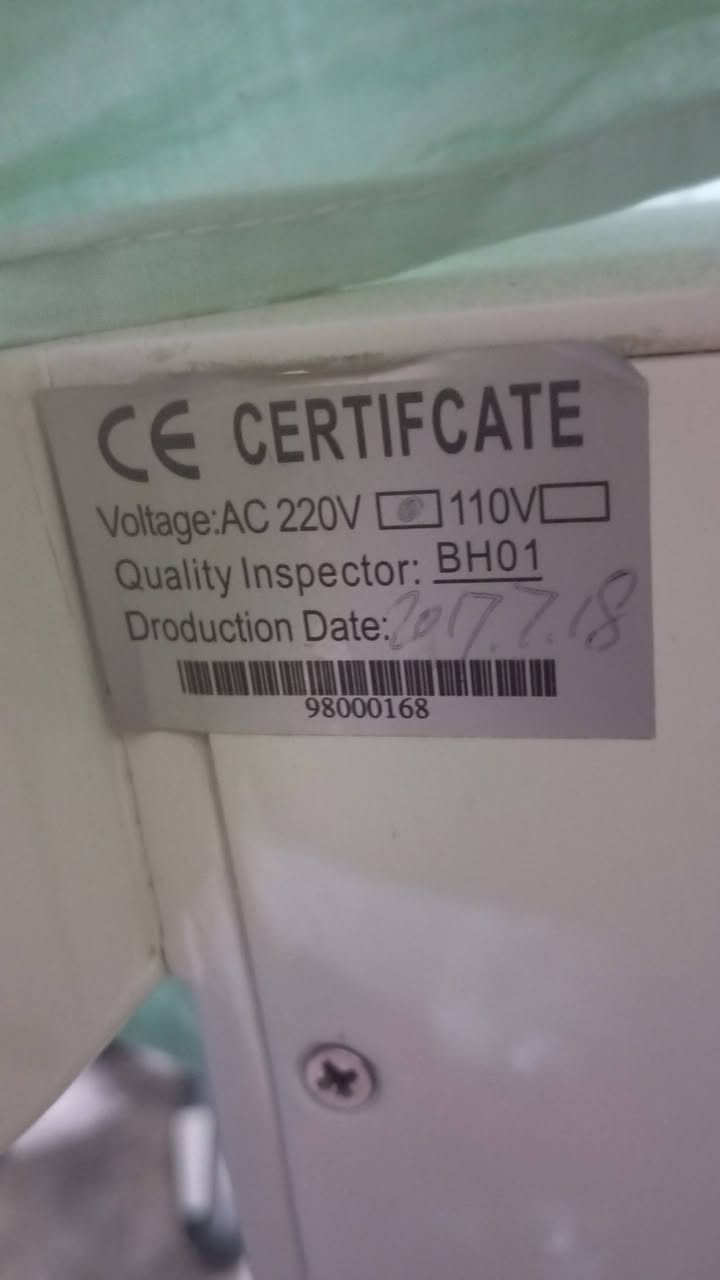 CE CERTIFCATE
Voltage:AC 220V 110V
Quality Inspector: BH01
Droduction Date: 2017.7.18
98000168